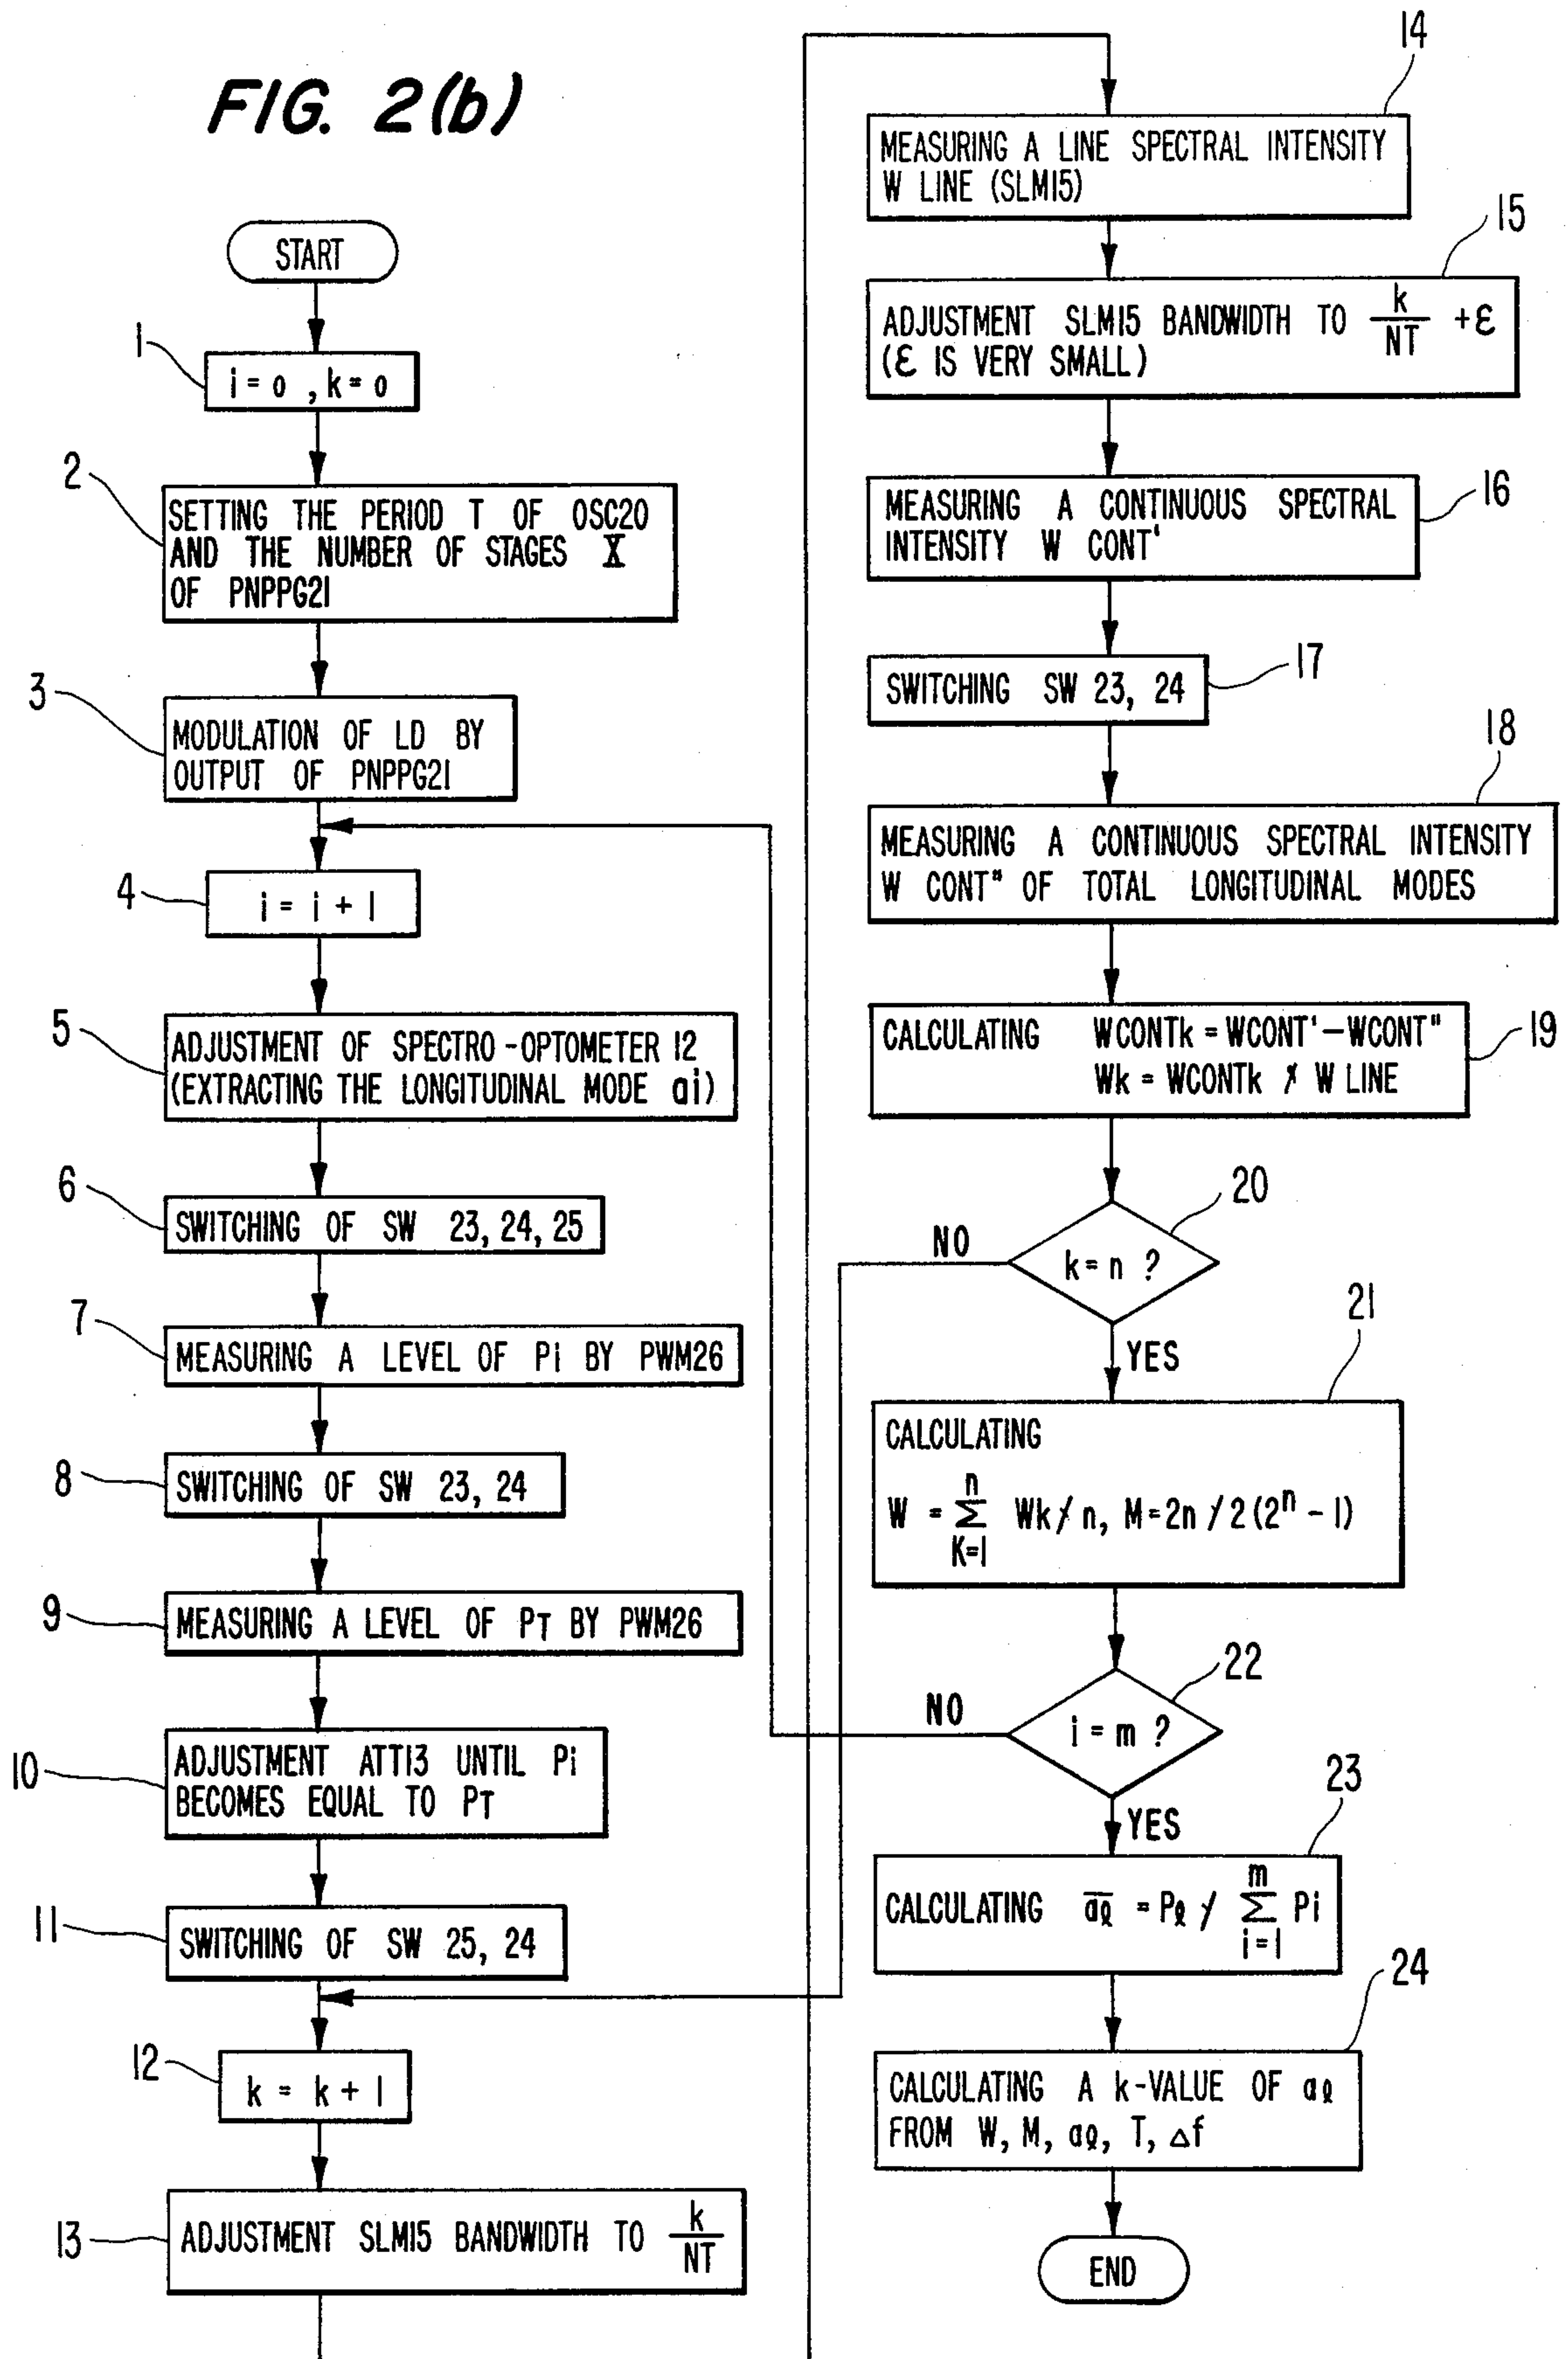 FIG. 2(b)
START
1
i = 0 , k = 0
2
SETTING THE PERIOD T OF OSC20
AND THE NUMBER OF STAGES X
OF PNPPG21
3
MODULATION OF LD BY
OUTPUT OF PNPPG21
4
i = i + 1
5
ADJUSTMENT OF SPECTRO-OPTOMETER 12
(EXTRACTING THE LONGITUDINAL MODE ai)
6
SWITCHING OF SW 23, 24, 25
7
MEASURING A LEVEL OF Pi BY PWM26
8
SWITCHING OF SW 23, 24
9
MEASURING A LEVEL OF PT BY PWM26
10
ADJUSTMENT ATT13 UNTIL Pi
BECOMES EQUAL TO PT
11
SWITCHING OF SW 25, 24
12
k = k + 1
13
ADJUSTMENT SLM15 BANDWIDTH TO k/NT
14
MEASURING A LINE SPECTRAL INTENSITY
W LINE (SLM15)
15
ADJUSTMENT SLM15 BANDWIDTH TO k/NT +ε
(ε IS VERY SMALL)
16
MEASURING A CONTINUOUS SPECTRAL
INTENSITY W CONT'
17
SWITCHING SW 23, 24
18
MEASURING A CONTINUOUS SPECTRAL INTENSITY
W CONT" OF TOTAL LONGITUDINAL MODES
19
CALCULATING WCONTk = WCONT' – WCONT"
Wk = WCONTk / W LINE
20
k = n ?
NO
YES
21
CALCULATING
W = Σ K=1 n Wk / n, M = 2n / 2 (2ⁿ – 1)
22
i = m ?
NO
YES
23
CALCULATING a̅ℓ = Pℓ / Σ i=1 m Pi
24
CALCULATING A k-VALUE OF aℓ
FROM W, M, aℓ, T, Δf
END